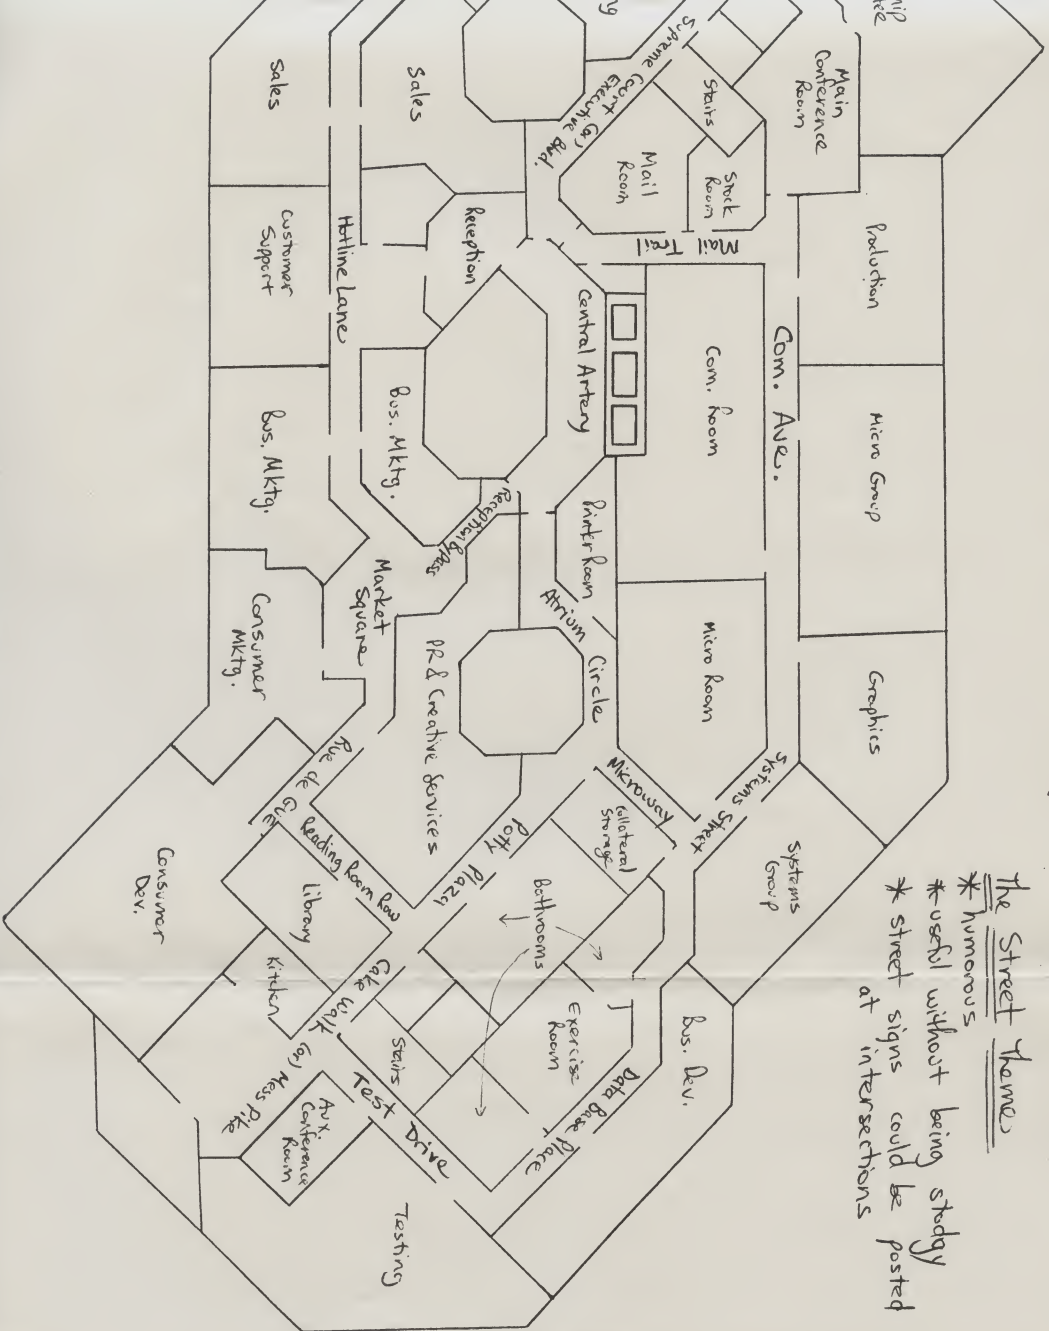 The Street Theme
* humorous
* useful without being stodgy
* street signs could be posted
at intersections
Main
Conference
Room
Production
Micro Group
Graphics
Systems
Group
Com. Ave.
Systems Street
Stairs
Stock
Room
Mail
Room
Mail Trail
Com. Room
Micro Room
Microway
Supreme Court (or)
Executive Blvd.
Central Artery
Printer Room
Atrium Circle
Collateral
Storage
Potty Plaza
Bathrooms
Exercise
Room
Bus. Dev.
Data Base Place
Sales
Reception
Bus. Mktg.
Reception Bypass
PR & Creative Services
Hotline Lane
Market
Square
Rue de Gué
Reading Room Row
Library
Kitchen
Cake Walk (or) Mess Pike
Stairs
Test Drive
Aux.
Conference
Room
Testing
Sales
Customer
Support
Bus. Mktg.
Consumer
Mktg.
Consumer
Dev.